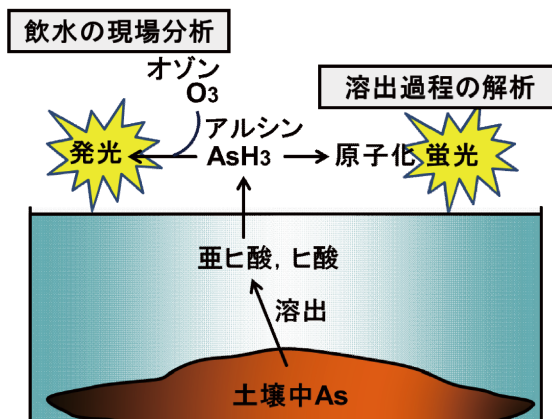 飲水の現場分析
オゾン
O3
溶出過程の解析
発光
アルシン
AsH3
原子化
蛍光
亜ヒ酸, ヒ酸
溶出
土壌中As